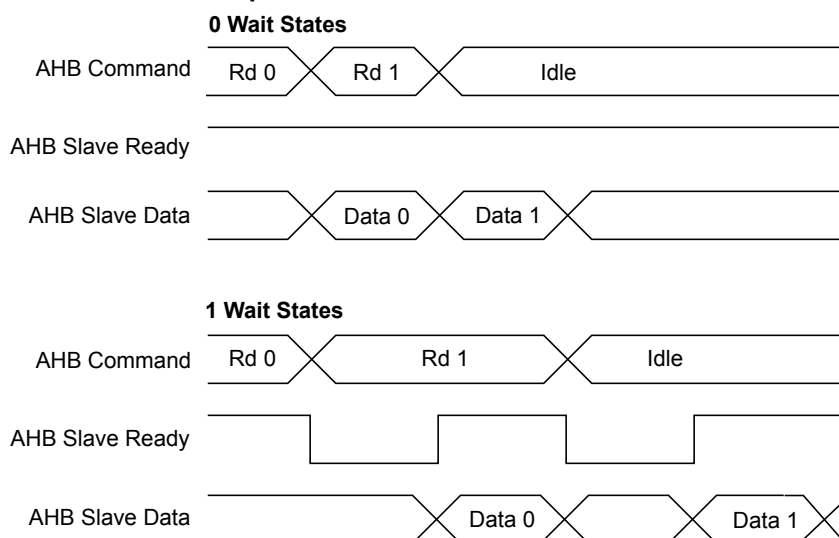 0 Wait States
AHB Command Rd 0 Rd 1 Idle
AHB Slave Ready
AHB Slave Data Data 0 Data 1
1 Wait States
AHB Command Rd 0 Rd 1 Idle
AHB Slave Ready
AHB Slave Data Data 0 Data 1